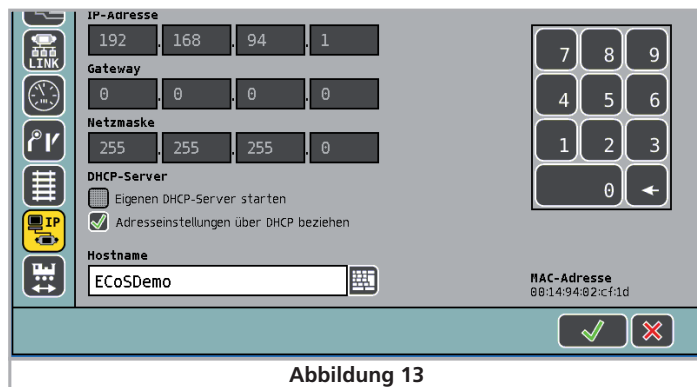 IP-Adresse
192 . 168 . 94 . 1
Gateway
0 . 0 . 0 . 0
Netzmaske
255 . 255 . 255 . 0
DHCP-Server
Eigenen DHCP-Server starten
Adresseinstellungen über DHCP beziehen
Hostname
ECoSDemo
LINK
IP
7 8 9
4 5 6
1 2 3
0 ←
MAC-Adresse
00:14:94:02:cf:1d
Abbildung 13